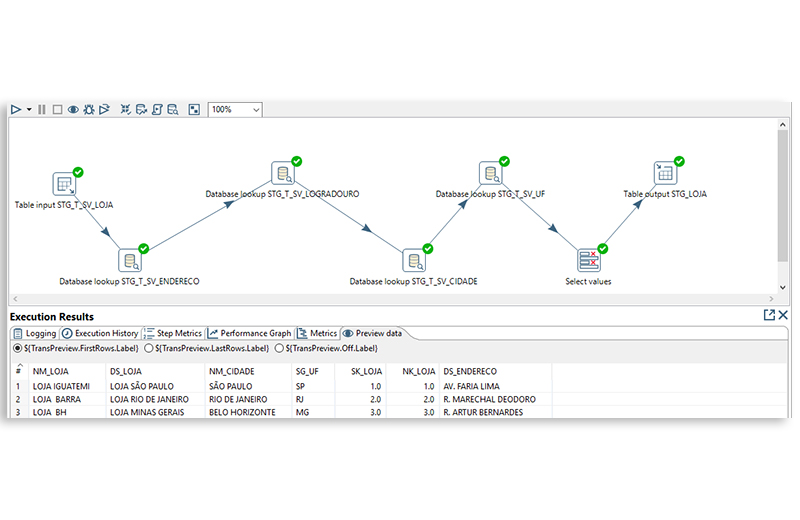 100%
Table input STG_T_SV_LOJA
Database lookup STG_T_SV_LOGRADOURO
Database lookup STG_T_SV_UF
Table output STG_LOJA
Database lookup STG_T_SV_ENDERECO
Database lookup STG_T_SV_CIDADE
Select values
Execution Results
Logging Execution History Step Metrics Performance Graph Metrics Preview data
${TransPreview.FirstRows.Label} ${TransPreview.LastRows.Label} ${TransPreview.Off.Label}
# NM_LOJA DS_LOJA NM_CIDADE SG_UF SK_LOJA NK_LOJA DS_ENDERECO
1 LOJA IGUATEMI LOJA SÃO PAULO SÃO PAULO SP 1.0 1.0 AV. FARIA LIMA
2 LOJA BARRA LOJA RIO DE JANEIRO RIO DE JANEIRO RJ 2.0 2.0 R. MARECHAL DEODORO
3 LOJA BH LOJA MINAS GERAIS BELO HORIZONTE MG 3.0 3.0 R. ARTUR BERNARDES